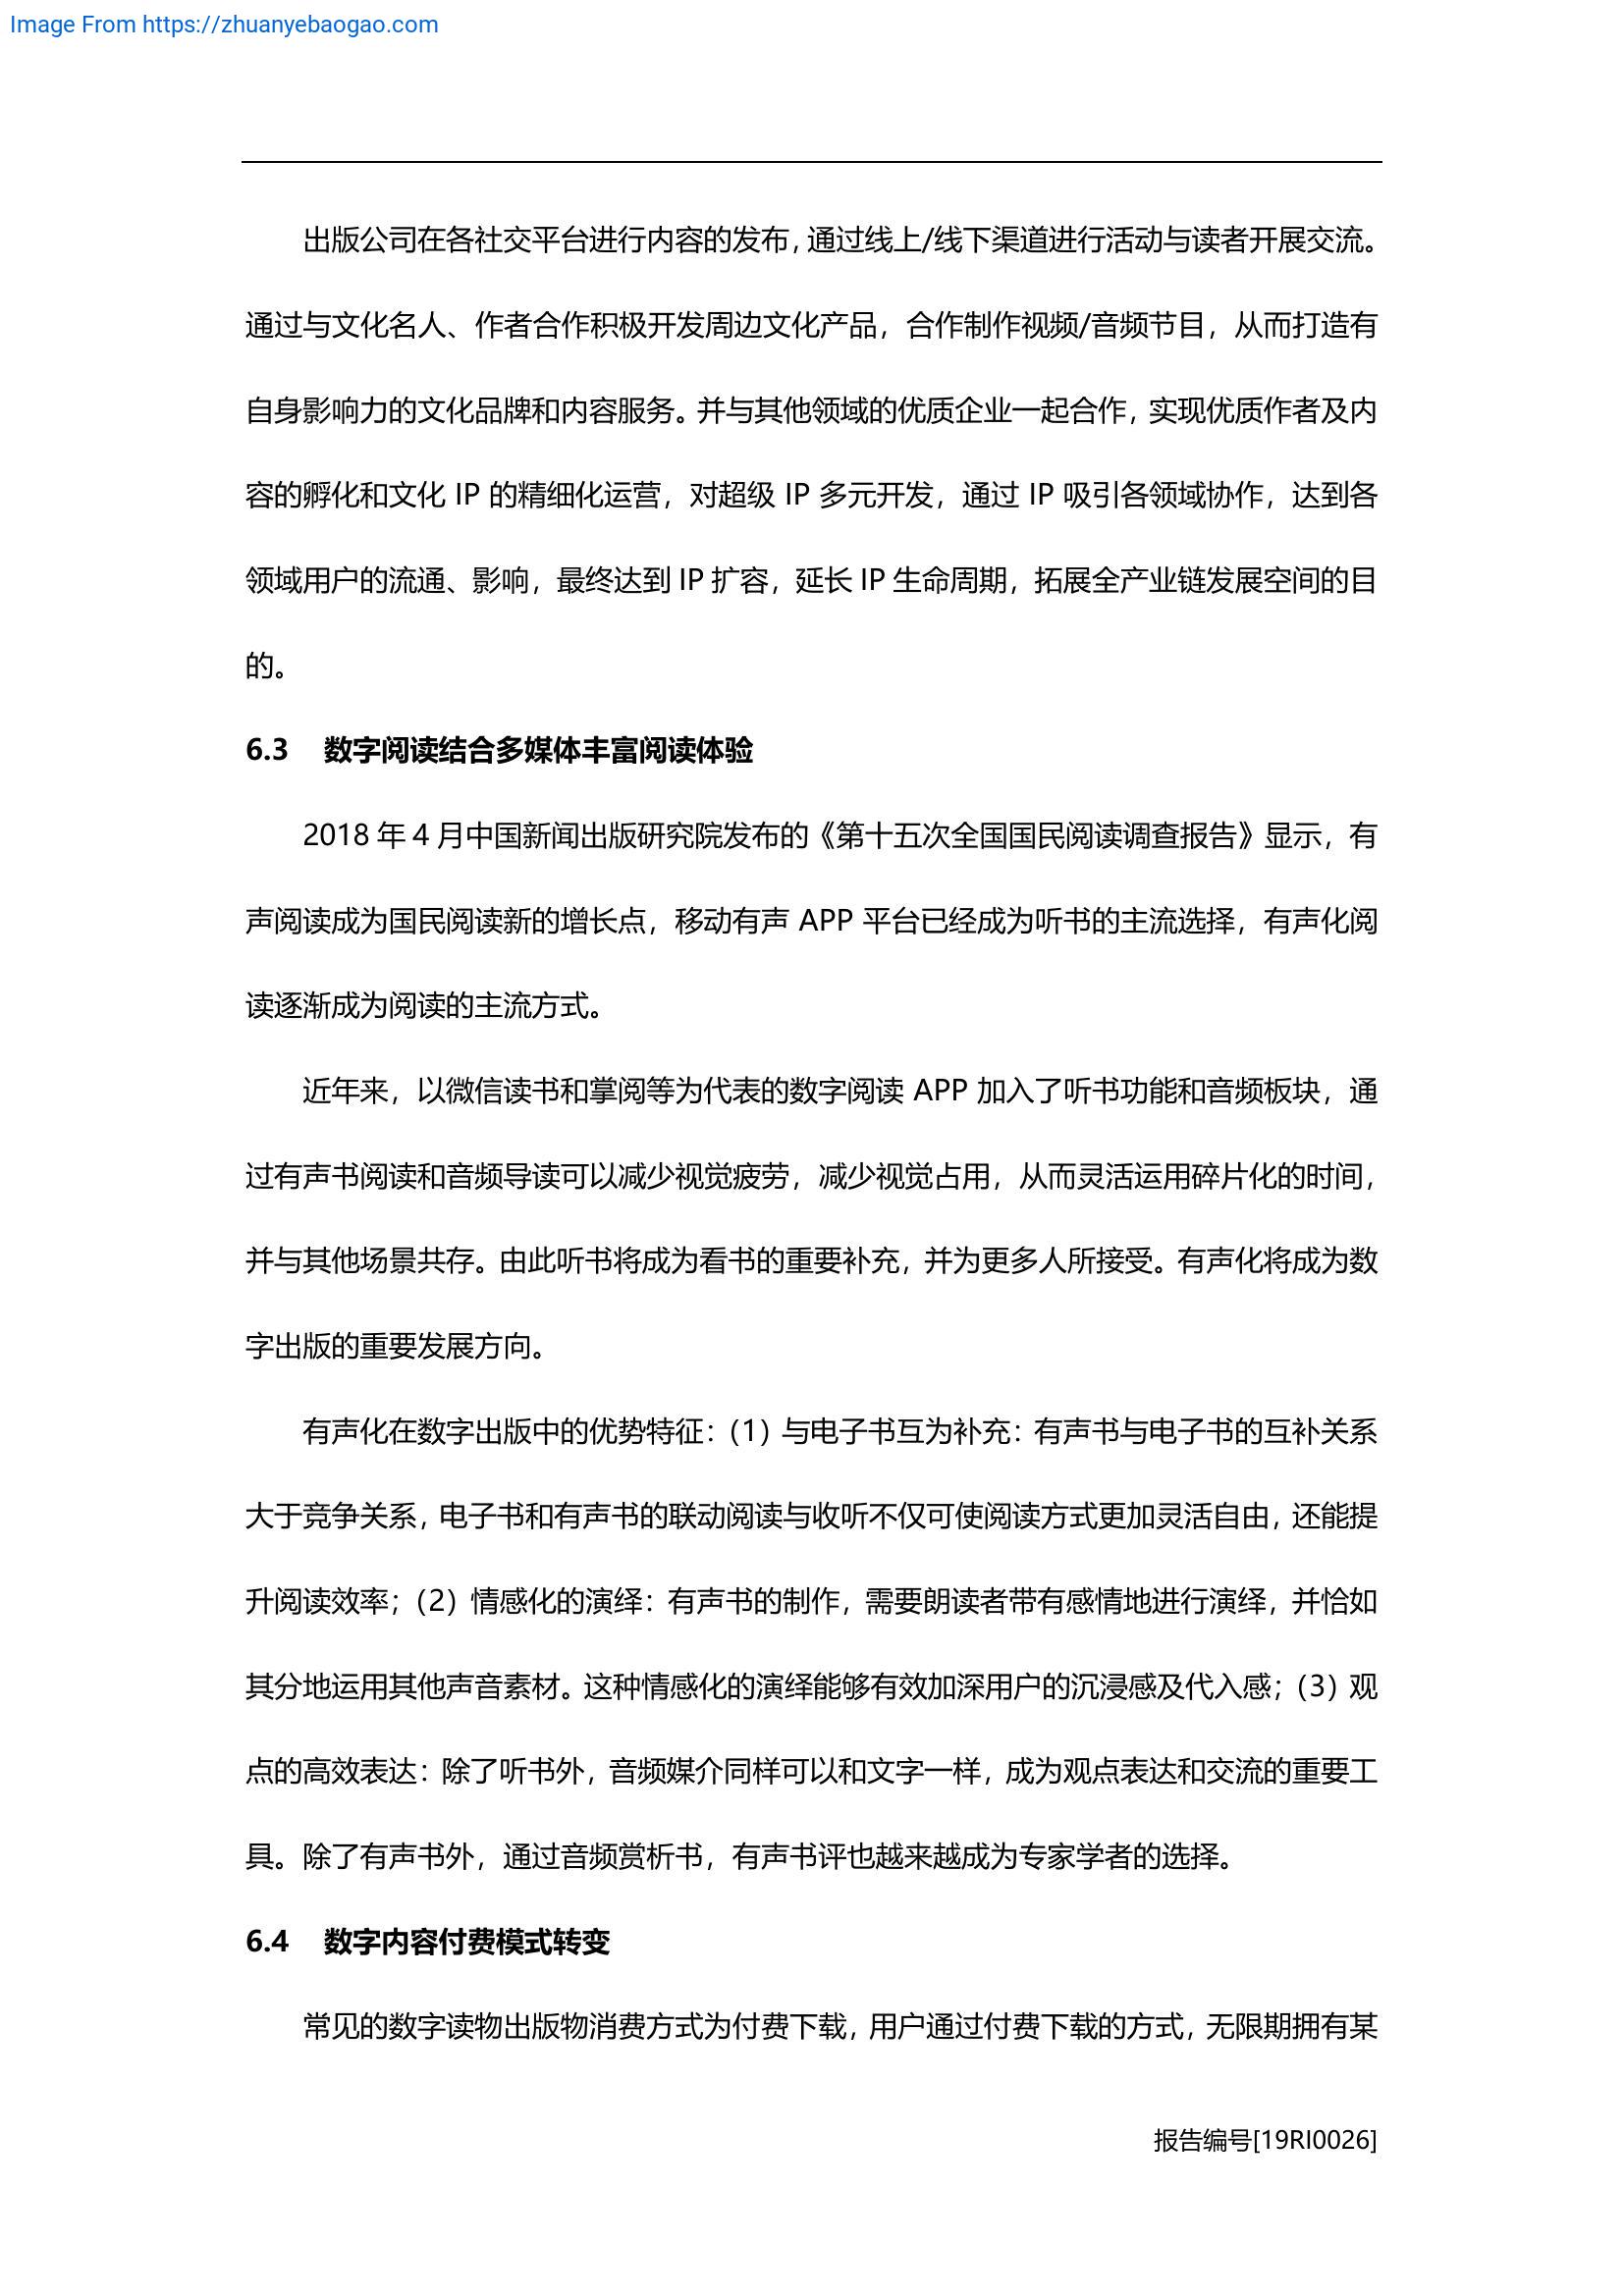 Image From https://zhuanyebaogao.com
出版公司在各社交平台进行内容的发布，通过线上/线下渠道进行活动与读者开展交流。
通过与文化名人、作者合作积极开发周边文化产品，合作制作视频/音频节目，从而打造有
自身影响力的文化品牌和内容服务。并与其他领域的优质企业一起合作，实现优质作者及内
容的孵化和文化 IP 的精细化运营，对超级 IP 多元开发，通过 IP 吸引各领域协作，达到各
领域用户的流通、影响，最终达到 IP 扩容，延长 IP 生命周期，拓展全产业链发展空间的目
的。
6.3 数字阅读结合多媒体丰富阅读体验
2018 年 4 月中国新闻出版研究院发布的《第十五次全国国民阅读调查报告》显示，有
声阅读成为国民阅读新的增长点，移动有声 APP 平台已经成为听书的主流选择，有声化阅
读逐渐成为阅读的主流方式。
近年来，以微信读书和掌阅等为代表的数字阅读 APP 加入了听书功能和音频板块，通
过有声书阅读和音频导读可以减少视觉疲劳，减少视觉占用，从而灵活运用碎片化的时间，
并与其他场景共存。由此听书将成为看书的重要补充，并为更多人所接受。有声化将成为数
字出版的重要发展方向。
有声化在数字出版中的优势特征：（1）与电子书互为补充：有声书与电子书的互补关系
大于竞争关系，电子书和有声书的联动阅读与收听不仅可使阅读方式更加灵活自由，还能提
升阅读效率；（2）情感化的演绎：有声书的制作，需要朗读者带有感情地进行演绎，并恰如
其分地运用其他声音素材。这种情感化的演绎能够有效加深用户的沉浸感及代入感；（3）观
点的高效表达：除了听书外，音频媒介同样可以和文字一样，成为观点表达和交流的重要工
具。除了有声书外，通过音频赏析书，有声书评也越来越成为专家学者的选择。
6.4 数字内容付费模式转变
常见的数字读物出版物消费方式为付费下载，用户通过付费下载的方式，无限期拥有某
报告编号[19RI0026]